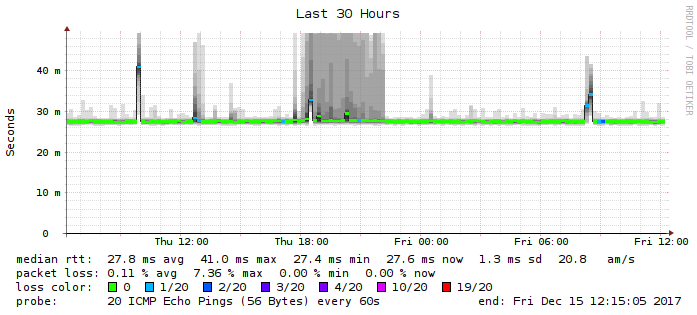 Last 30 Hours
RRDTOOL / TOBI OETIKER
Seconds
40 m
30 m
20 m
10 m
0
Thu 12:00 Thu 18:00 Fri 00:00 Fri 06:00 Fri 12:00
median rtt: 27.8 ms avg 41.0 ms max 27.4 ms min 27.6 ms now 1.3 ms sd 20.8 am/s
packet loss: 0.11 % avg 7.36 % max 0.00 % min 0.00 % now
loss color: 0 1/20 2/20 3/20 4/20 10/20 19/20
probe: 20 ICMP Echo Pings (56 Bytes) every 60s end: Fri Dec 15 12:15:05 2017